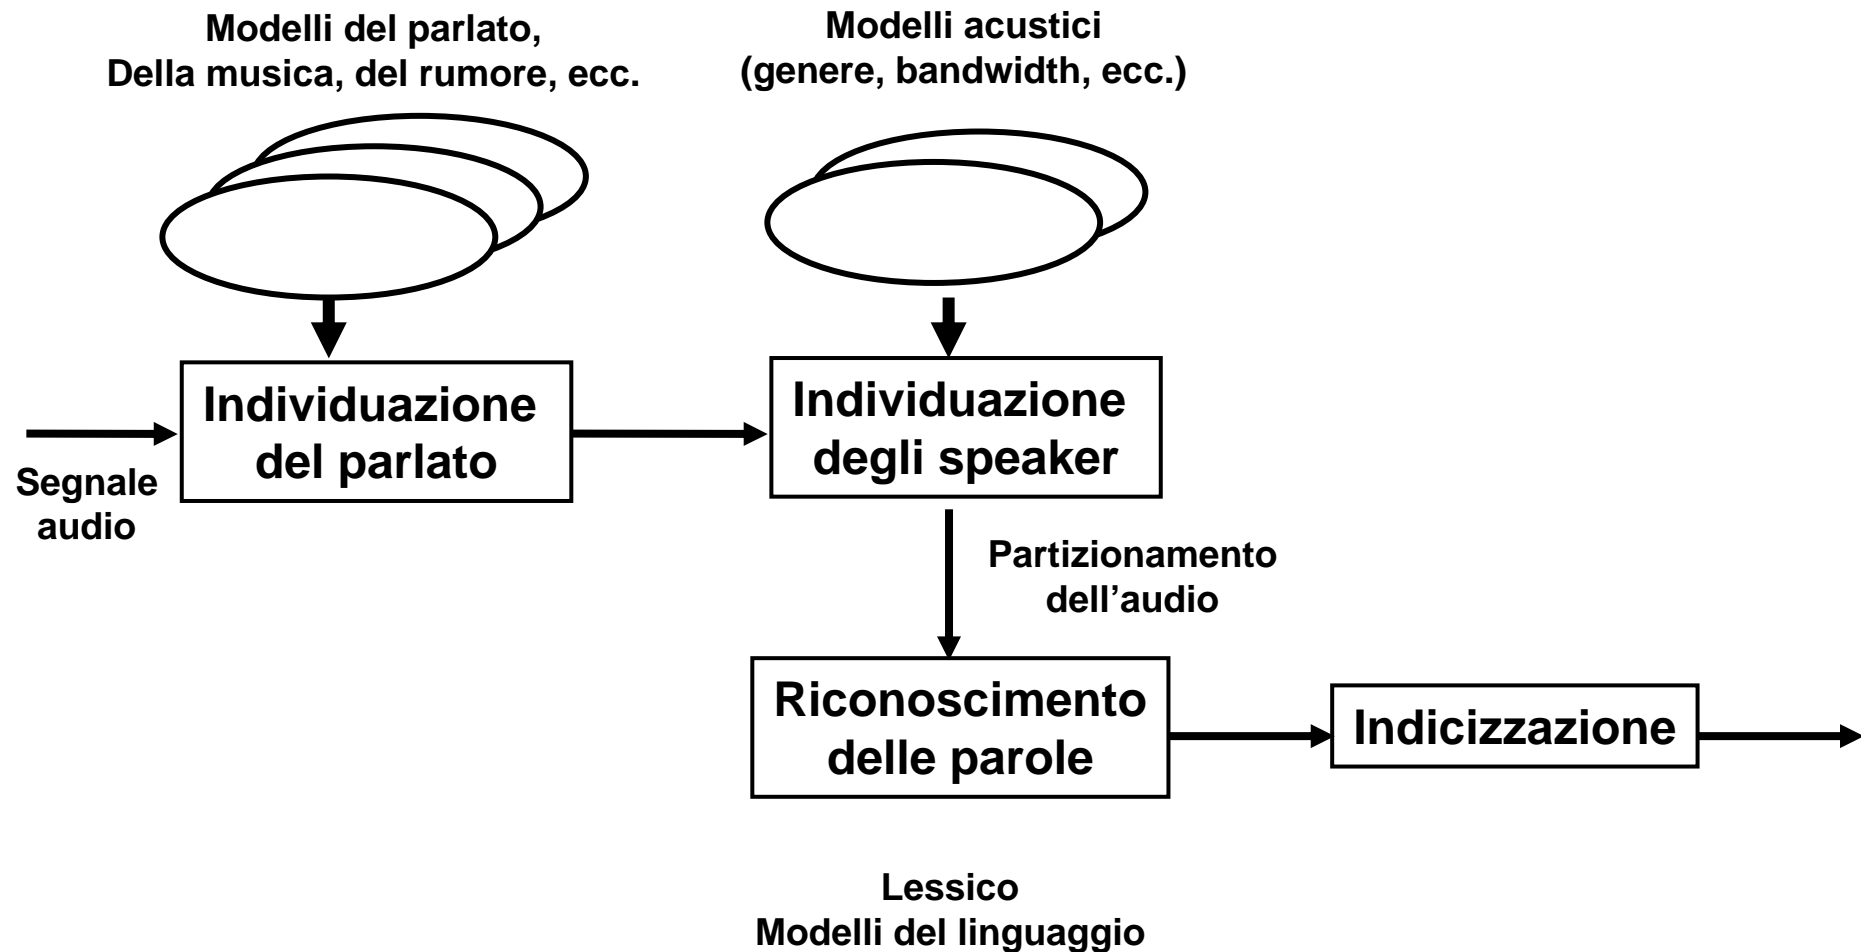 Modelli del parlato,
Della musica, del rumore, ecc.
Modelli acustici
(genere, bandwidth, ecc.)
Individuazione
del parlato
Individuazione
degli speaker
Segnale
audio
Partizionamento
dell’audio
Riconoscimento
delle parole
Indicizzazione
Lessico
Modelli del linguaggio